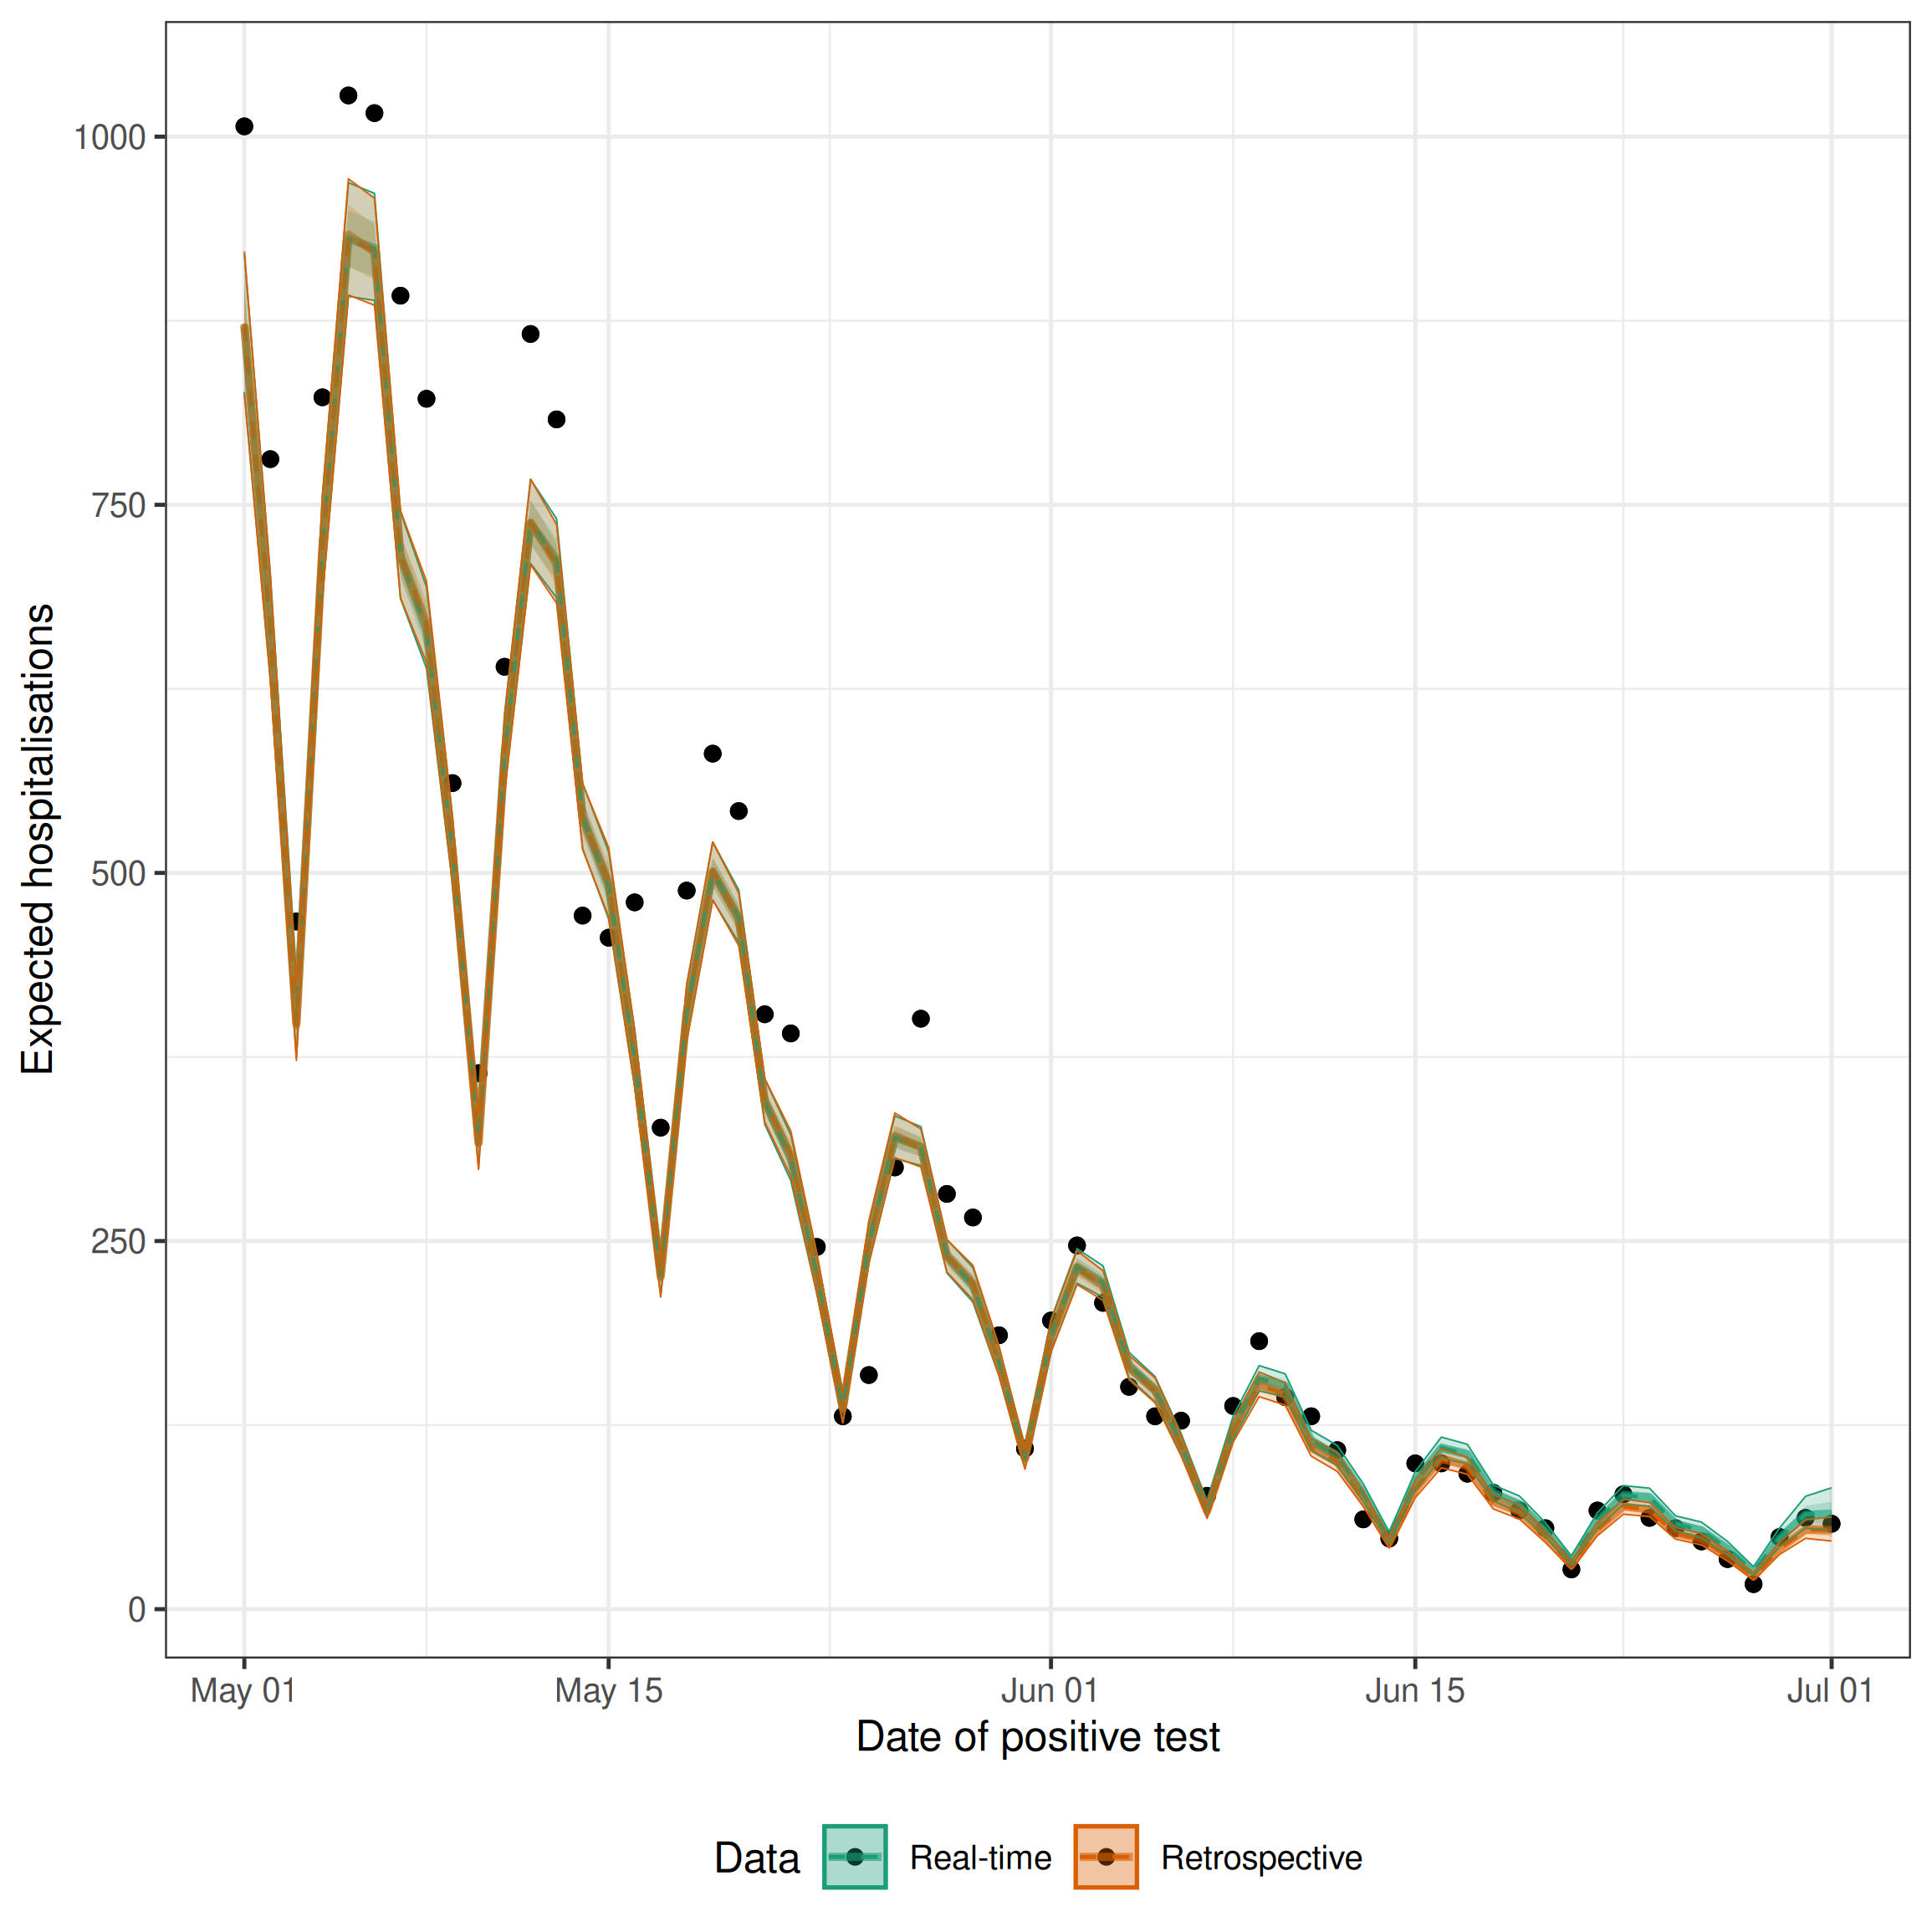 Expected hospitalisations
1000
750
500
250
0
May 01
May 15
Jun 01
Jun 15
Jul 01
Date of positive test
Data
Real-time
Retrospective